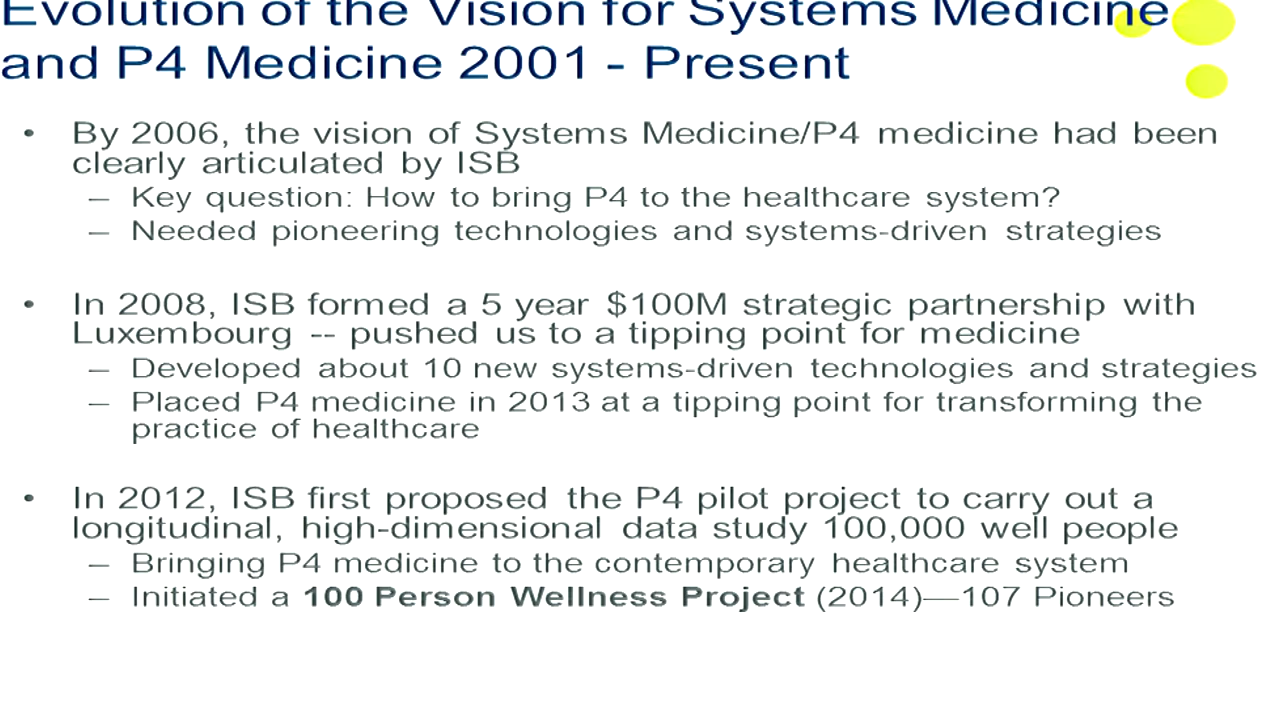 Evolution of the Vision for Systems Medicine
and P4 Medicine 2001 - Present
• By 2006, the vision of Systems Medicine/P4 medicine had been
clearly articulated by ISB
– Key question: How to bring P4 to the healthcare system?
– Needed pioneering technologies and systems-driven strategies
• In 2008, ISB formed a 5 year $100M strategic partnership with
Luxembourg -- pushed us to a tipping point for medicine
– Developed about 10 new systems-driven technologies and strategies
– Placed P4 medicine in 2013 at a tipping point for transforming the
practice of healthcare
• In 2012, ISB first proposed the P4 pilot project to carry out a
longitudinal, high-dimensional data study 100,000 well people
– Bringing P4 medicine to the contemporary healthcare system
– Initiated a 100 Person Wellness Project (2014)—107 Pioneers